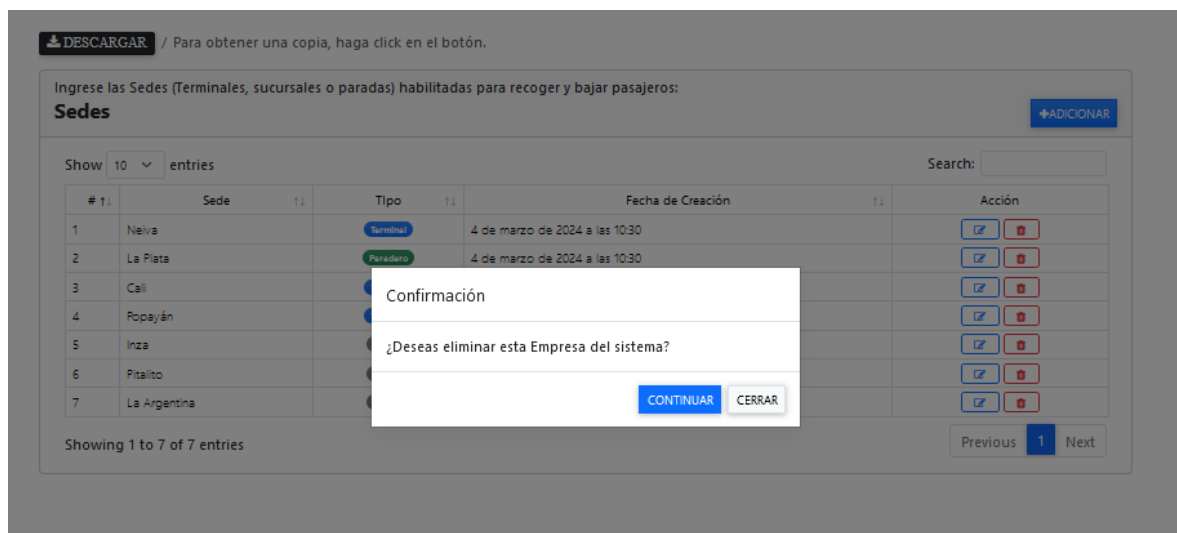 DESCARGAR / Para obtener una copia, haga click en el botón.
Ingrese las Sedes (Terminales, sucursales o paradas) habilitadas para recoger y bajar pasajeros:
Sedes
+ADICIONAR
Show 10 entries
Search:
# Sede Tipo Fecha de Creación Acción
1 Neiva Terminal 4 de marzo de 2024 a las 10:30
2 La Plata Paradero 4 de marzo de 2024 a las 10:30
3 Cali
4 Popayán
5 Inza
6 Pitalito
7 La Argentina
Confirmación
¿Deseas eliminar esta Empresa del sistema?
CONTINUAR CERRAR
Showing 1 to 7 of 7 entries
Previous 1 Next